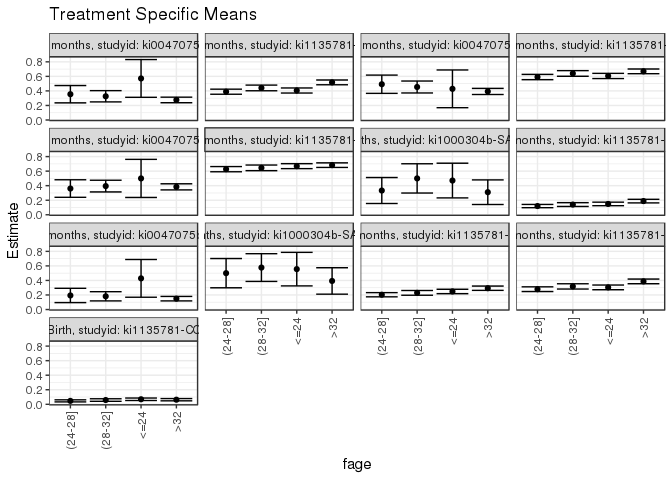 Treatment Specific Means
months, studyid: ki0047075
months, studyid: ki1135781-
months, studyid: ki0047075
months, studyid: ki1135781-
0.8
0.6
0.4
0.2
0.0
months, studyid: ki0047075
months, studyid: ki1135781-
ths, studyid: ki1000304b-SA
months, studyid: ki1135781-
0.8
0.6
0.4
0.2
0.0
months, studyid: ki0047075
ths, studyid: ki1000304b-SA
months, studyid: ki1135781-
months, studyid: ki1135781-
0.8
0.6
0.4
0.2
0.0
(24-28]
(28-32]
<=24
>32
(24-28]
(28-32]
<=24
>32
(24-28]
(28-32]
<=24
>32
Birth, studyid: ki1135781-CO
0.8
0.6
0.4
0.2
0.0
(24-28]
(28-32]
<=24
>32
Estimate
fage